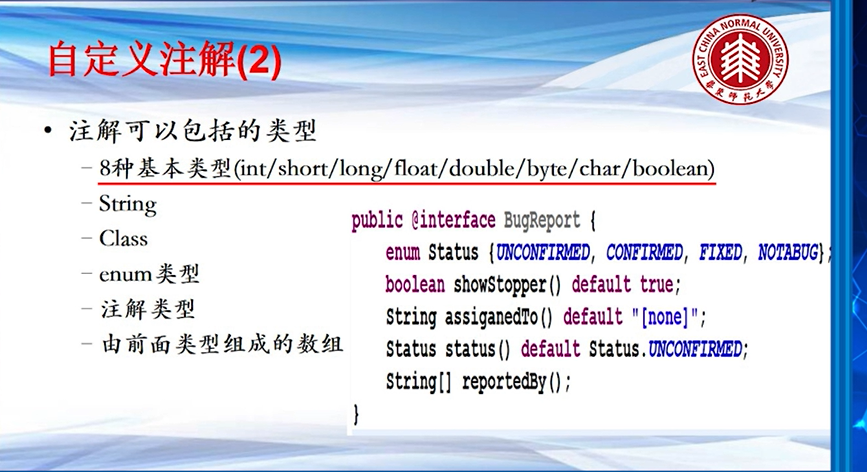 自定义注解(2)
EAST CHINA NORMAL UNIVERSITY
華東师范大學
• 注解可以包括的类型
– 8种基本类型(int/short/long/float/double/byte/char/boolean)
– String
– Class
– enum类型
– 注解类型
– 由前面类型组成的数组
public @interface BugReport {
enum Status {UNCONFIRMED, CONFIRMED, FIXED, NOTABUG};
boolean showStopper() default true;
String assiganedTo() default "[none]";
Status status() default Status.UNCONFIRMED;
String[] reportedBy();
}